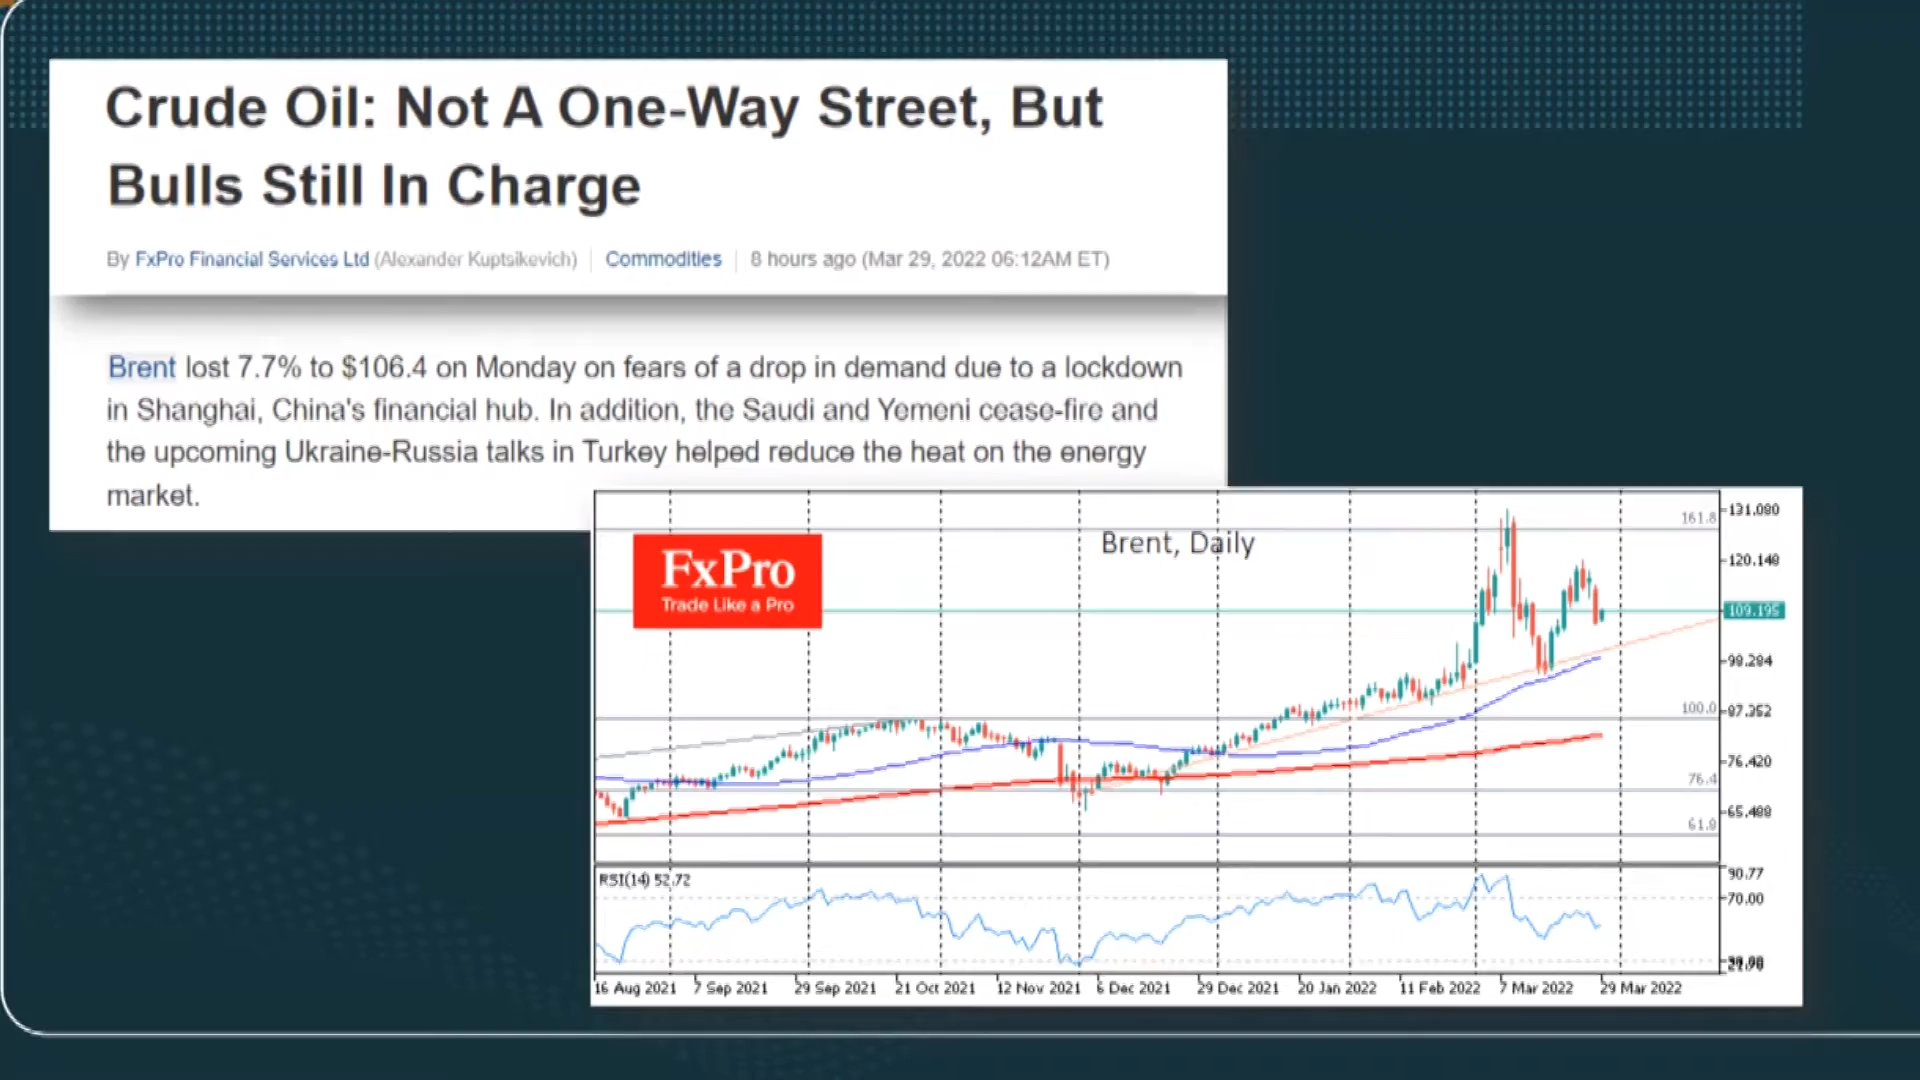 Crude Oil: Not A One-Way Street, But
Bulls Still In Charge
By FxPro Financial Services Ltd (Alexander Kuptsikevich) Commodities 8 hours ago (Mar 29, 2022 06:12AM ET)
Brent lost 7.7% to $106.4 on Monday on fears of a drop in demand due to a lockdown
in Shanghai, China's financial hub. In addition, the Saudi and Yemeni cease-fire and
the upcoming Ukraine-Russia talks in Turkey helped reduce the heat on the energy
market.
FxPro
Trade Like a Pro
Brent, Daily
161.8
131.080
120.148
109.195
99.284
100.0
87.352
76.420
76.4
65.488
61.8
RSI(14) 52.72
90.77
70.00
16 Aug 2021 7 Sep 2021 29 Sep 2021 21 Oct 2021 12 Nov 2021 6 Dec 2021 29 Dec 2021 20 Jan 2022 11 Feb 2022 7 Mar 2022 29 Mar 2022